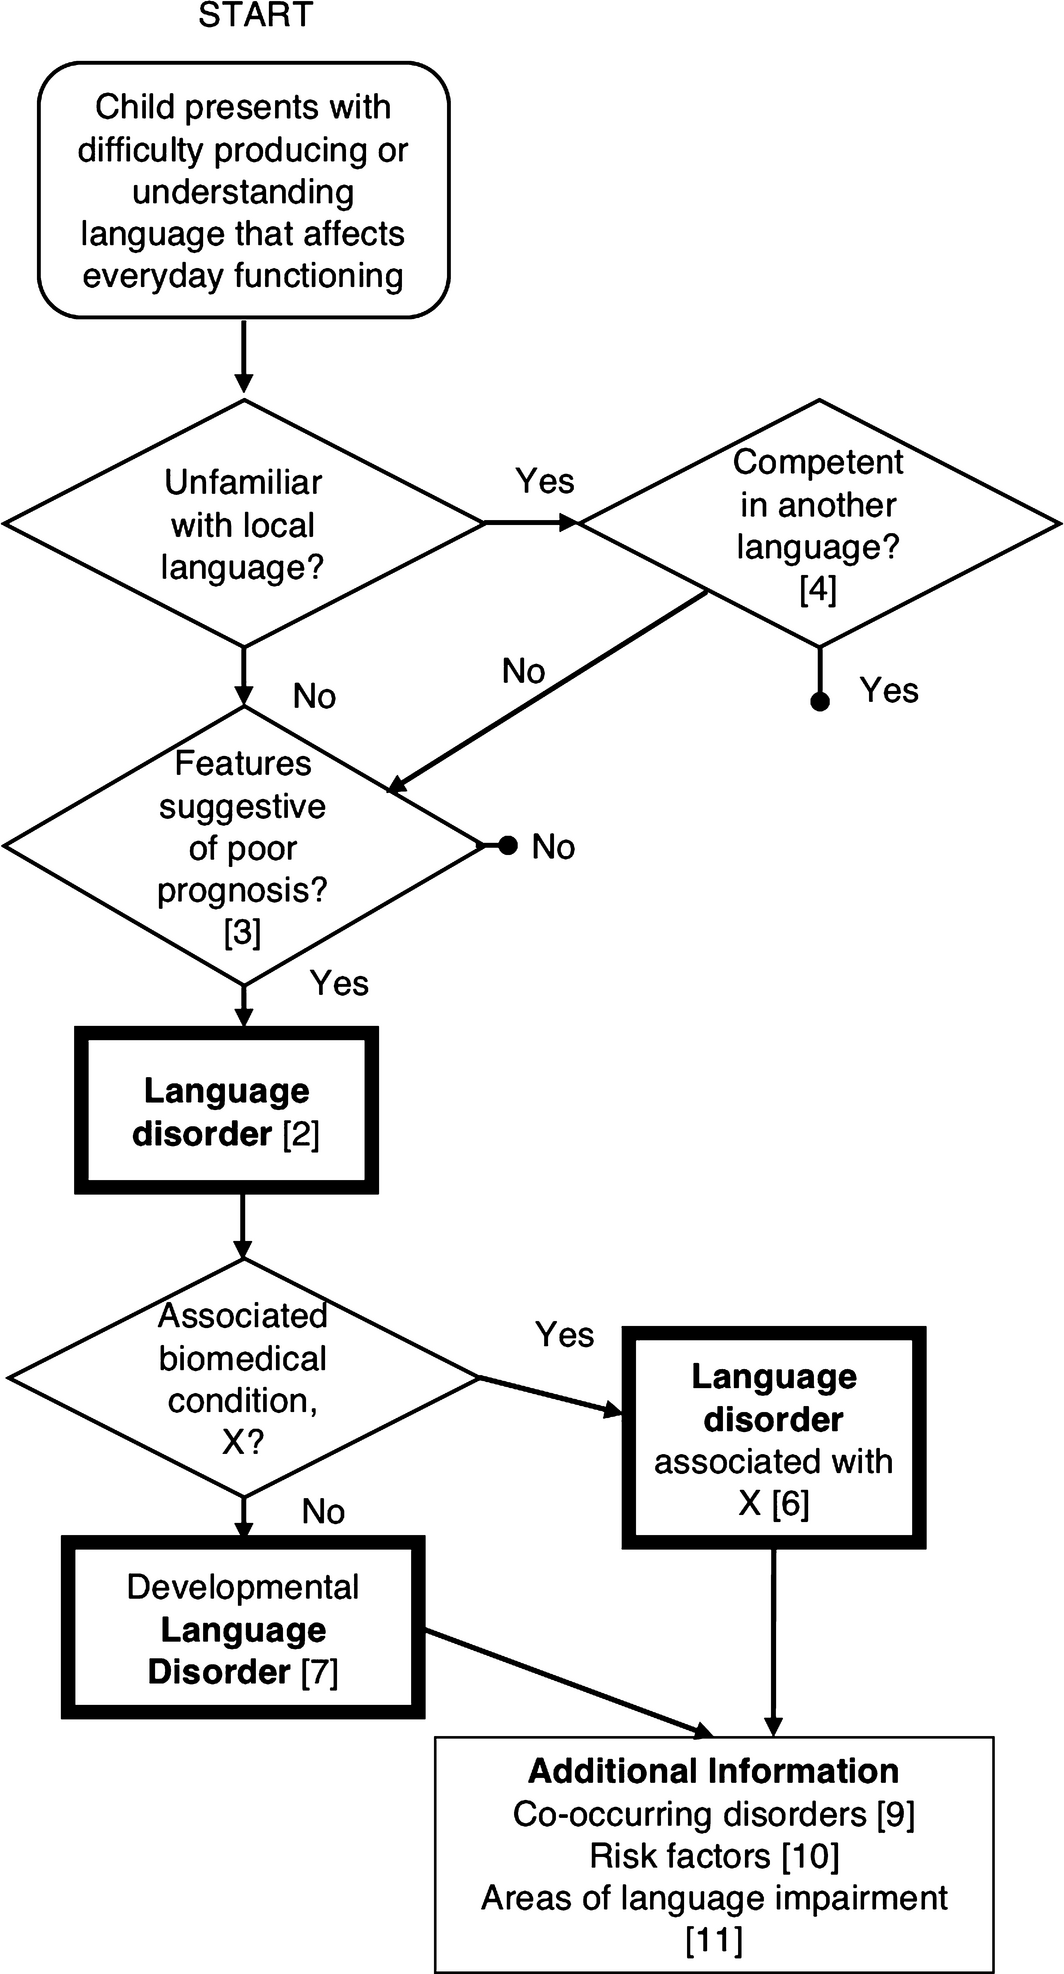 START
Child presents with
difficulty producing or
understanding
language that affects
everyday functioning
Unfamiliar
with local
language?
Yes
Competent
in another
language?
[4]
No
Yes
No
Features
suggestive
of poor
prognosis?
[3]
No
Yes
Language
disorder [2]
Associated
biomedical
condition,
X?
Yes
Language
disorder
associated with
X [6]
No
Developmental
Language
Disorder [7]
Additional Information
Co-occurring disorders [9]
Risk factors [10]
Areas of language impairment
[11]